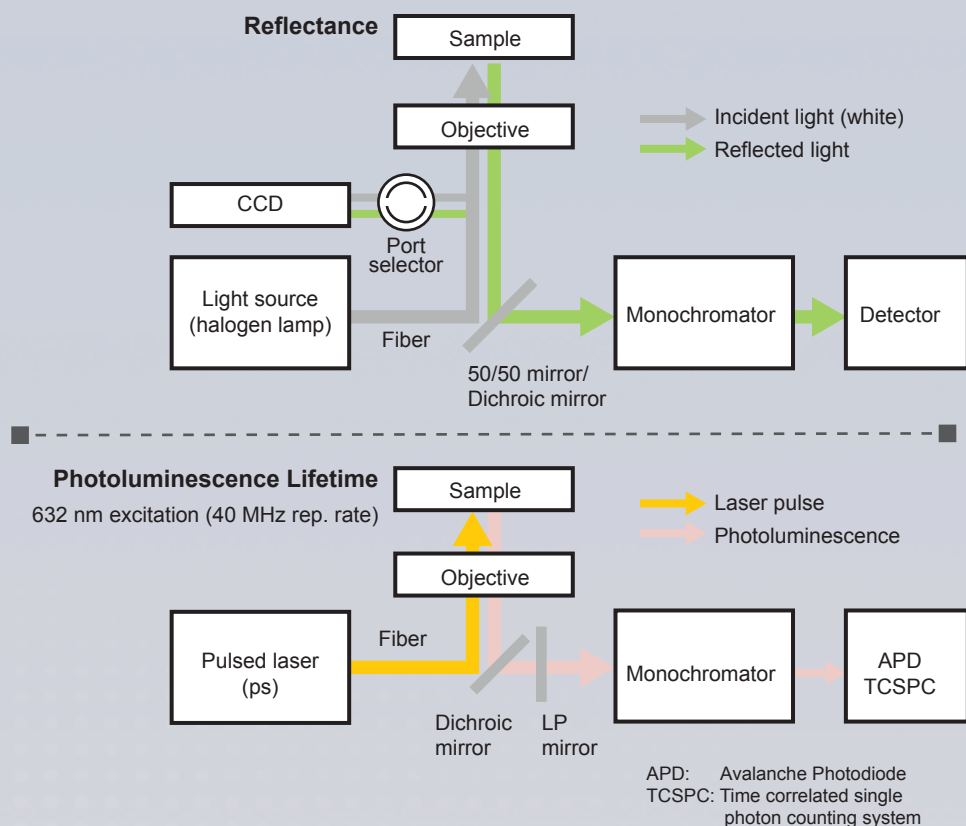 Reflectance
Sample
Objective
Incident light (white)
Reflected light
CCD
Port
selector
Light source
(halogen lamp)
Fiber
Monochromator
Detector
50/50 mirror/
Dichroic mirror
Photoluminescence Lifetime
632 nm excitation (40 MHz rep. rate)
Sample
Laser pulse
Photoluminescence
Objective
Pulsed laser
(ps)
Fiber
Monochromator
APD
TCSPC
Dichroic
mirror
LP
mirror
APD: Avalanche Photodiode
TCSPC: Time correlated single
photon counting system